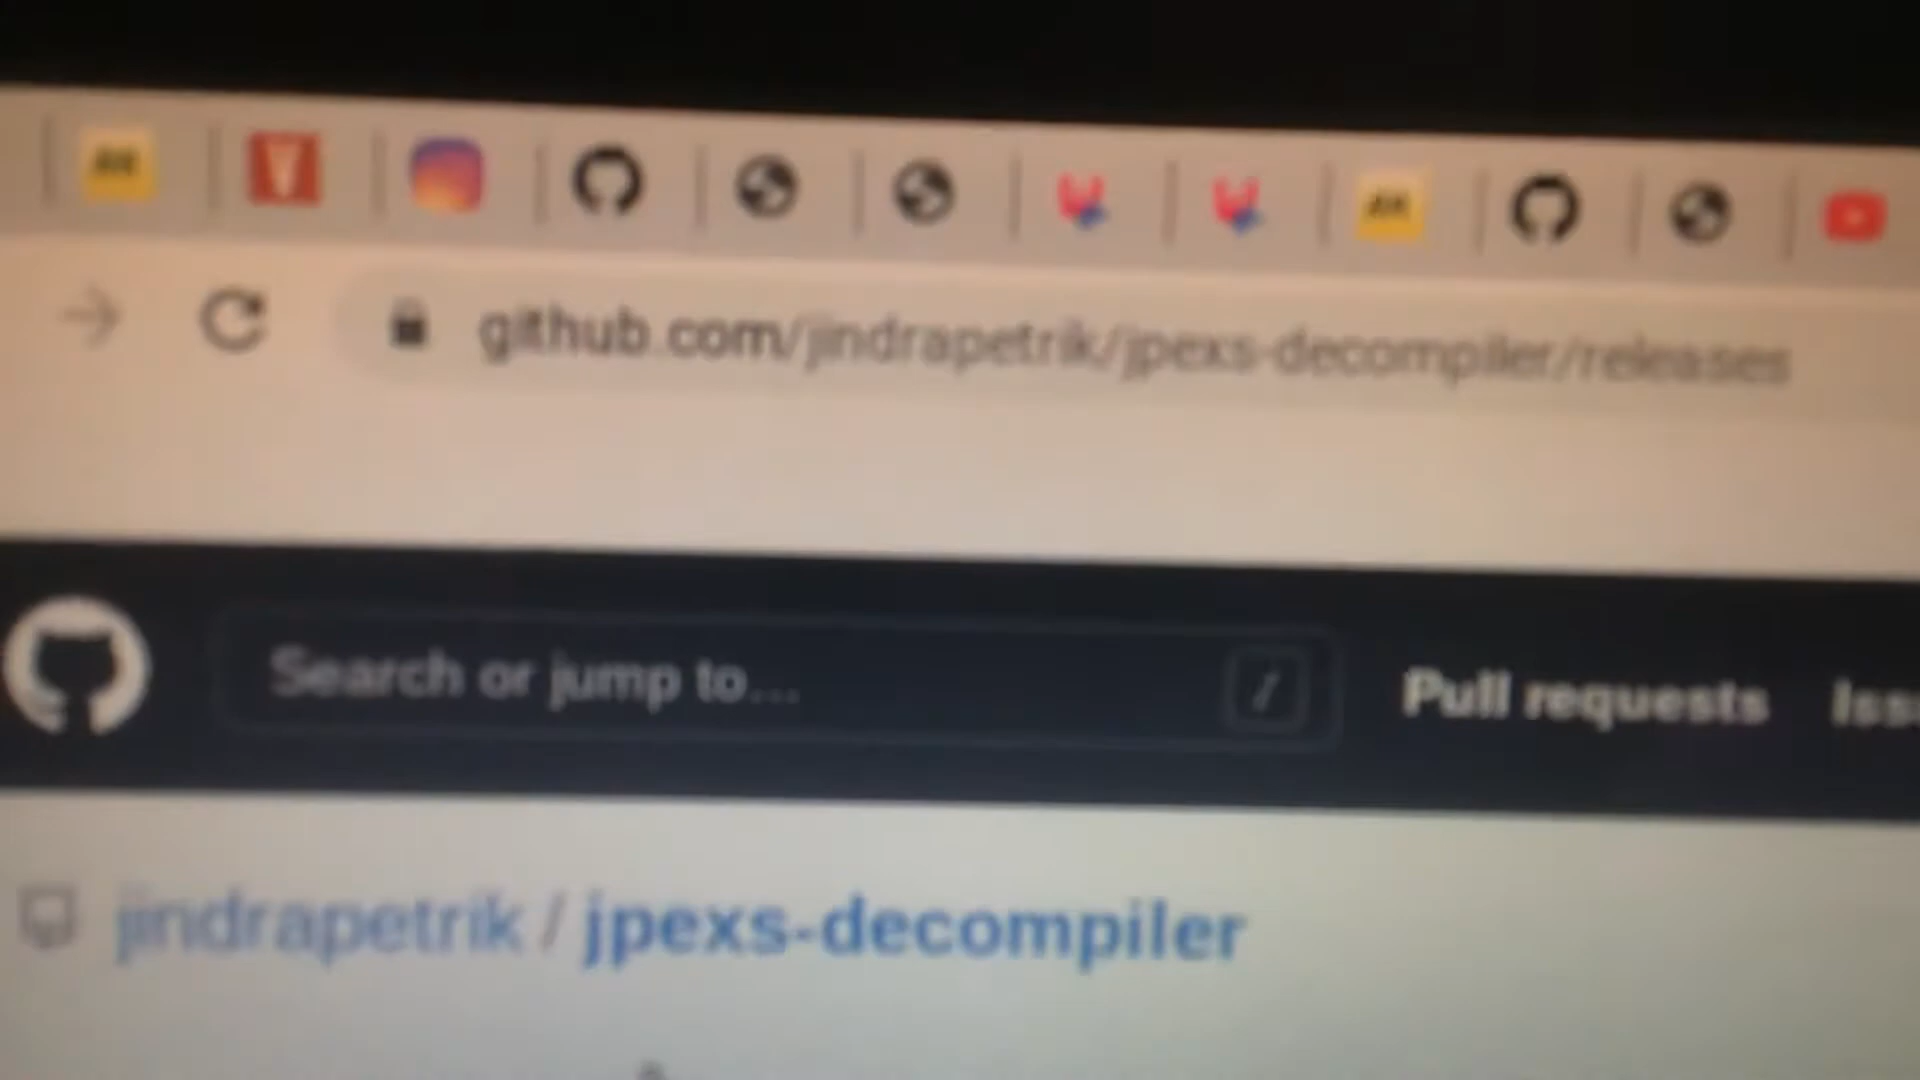 github.com/jindrapetrik/jpexs-decompiler/releases
Search or jump to... / Pull requests
jindrapetrik / jpexs-decompiler